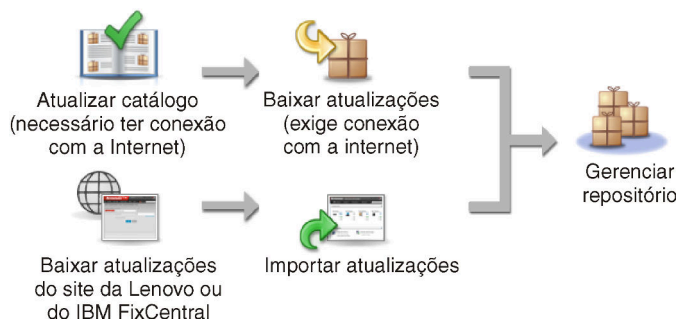 Atualizar catálogo
(necessário ter conexão
com a Internet)
Baixar atualizações
(exige conexão
com a internet)
Gerenciar
repositório
Baixar atualizações
do site da Lenovo ou
do IBM FixCentral
Importar atualizações